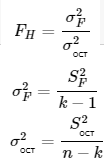 F_H = σ_F^2 / σ_ост^2
σ_F^2 = S_F^2 / (k − 1)
σ_ост^2 = S_ост^2 / (n − k)